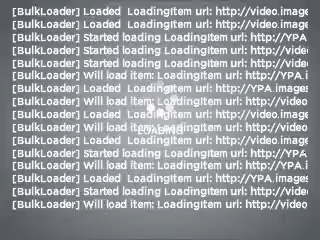 [BulkLoader] Loaded LoadingItem url: http://video.image
[BulkLoader] Loaded LoadingItem url: http://video.image
[BulkLoader] Started loading LoadingItem url: http://YPA
[BulkLoader] Started loading LoadingItem url: http://vide
[BulkLoader] Started loading LoadingItem url: http://vide
[BulkLoader] Will load item: LoadingItem url: http://YPA.i
[BulkLoader] Loaded LoadingItem url: http://YPA.images
[BulkLoader] Will load item: LoadingItem url: http://video
[BulkLoader] Loaded LoadingItem url: http://video.image
[BulkLoader] Will load item: LoadingItem url: http://video
LOADING
[BulkLoader] Loaded LoadingItem url: http://video.image
[BulkLoader] Started loading LoadingItem url: http://YPA
[BulkLoader] Will load item: LoadingItem url: http://YPA.i
[BulkLoader] Loaded LoadingItem url: http://YPA.images
[BulkLoader] Started loading LoadingItem url: http://vide
[BulkLoader] Will load item: LoadingItem url: http://video